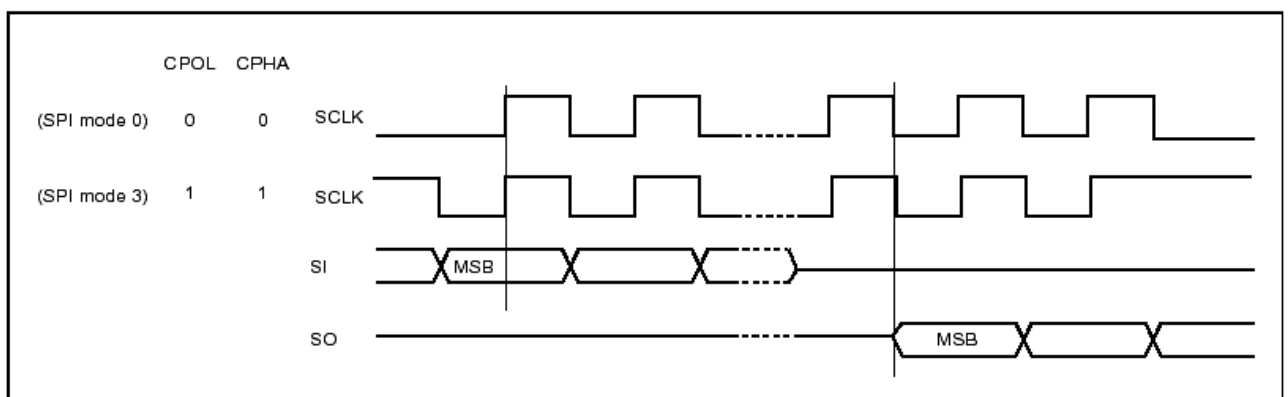 CPOL CPHA
(SPI mode 0) 0 0 SCLK
(SPI mode 3) 1 1 SCLK
SI MSB
SO MSB